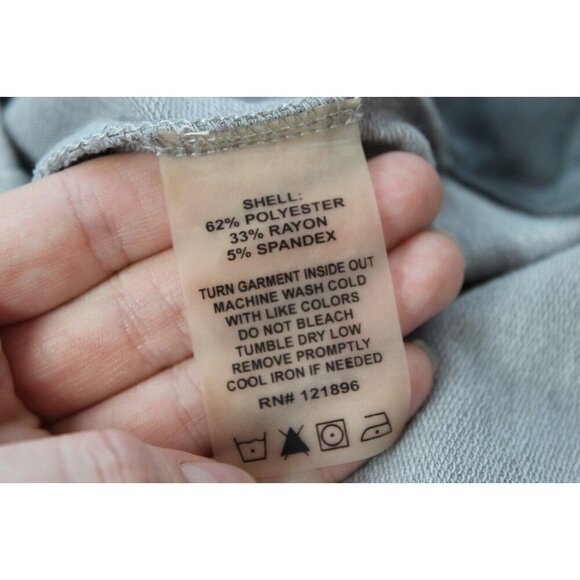 SHELL:
62% POLYESTER
33% RAYON
5% SPANDEX
TURN GARMENT INSIDE OUT
MACHINE WASH COLD
WITH LIKE COLORS
DO NOT BLEACH
TUMBLE DRY LOW
REMOVE PROMPTLY
COOL IRON IF NEEDED
RN# 121896